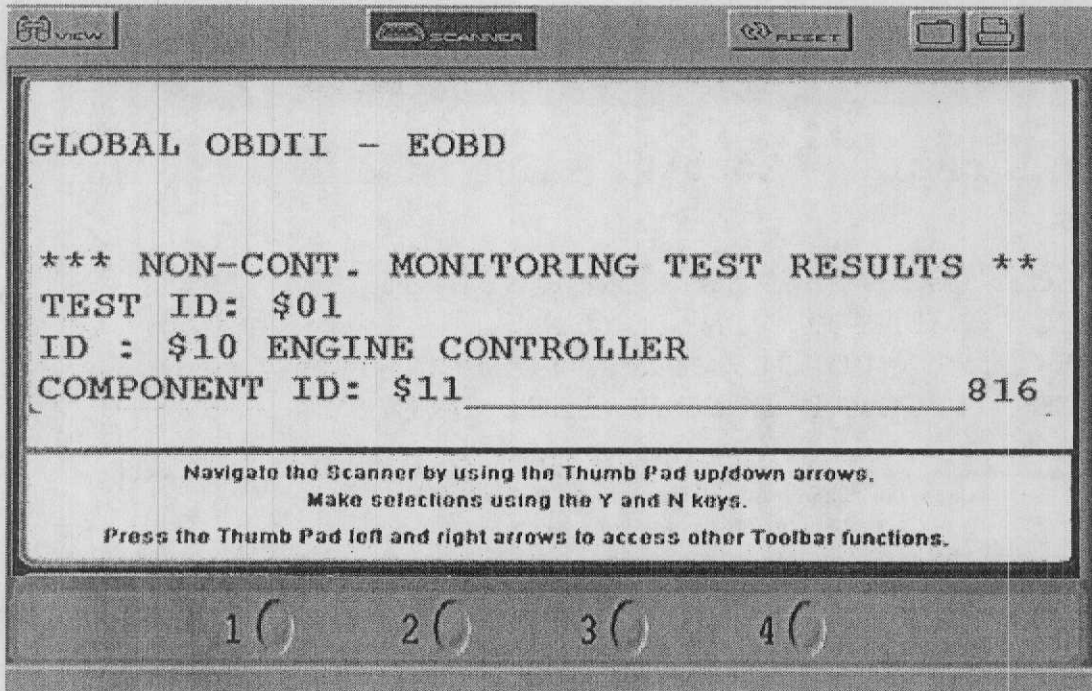 VIEW SCANNER RESET
GLOBAL OBDII - EOBD
*** NON-CONT. MONITORING TEST RESULTS **
TEST ID: $01
ID : $10 ENGINE CONTROLLER
COMPONENT ID: $11_______________________816
Navigate the Scanner by using the Thumb Pad up/down arrows.
Make selections using the Y and N keys.
Press the Thumb Pad left and right arrows to access other Toolbar functions.
1 2 3 4